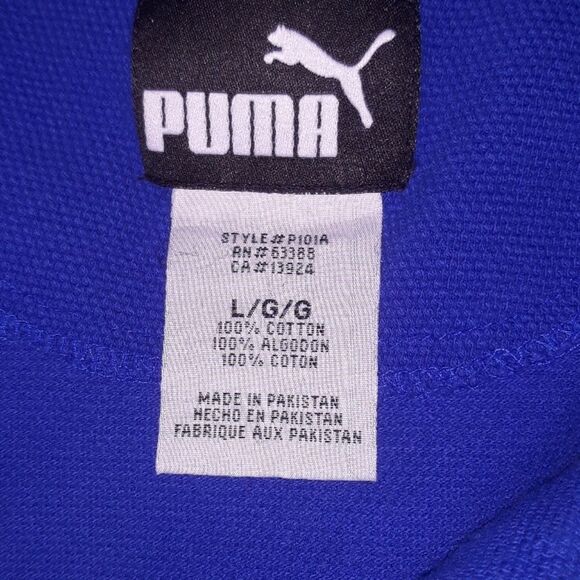 PUMA
STYLE#P101A
RN#63388
CA#13924
L/G/G
100% COTTON
100% ALGODON
100% COTON
MADE IN PAKISTAN
HECHO EN PAKISTAN
FABRIQUE AUX PAKISTAN